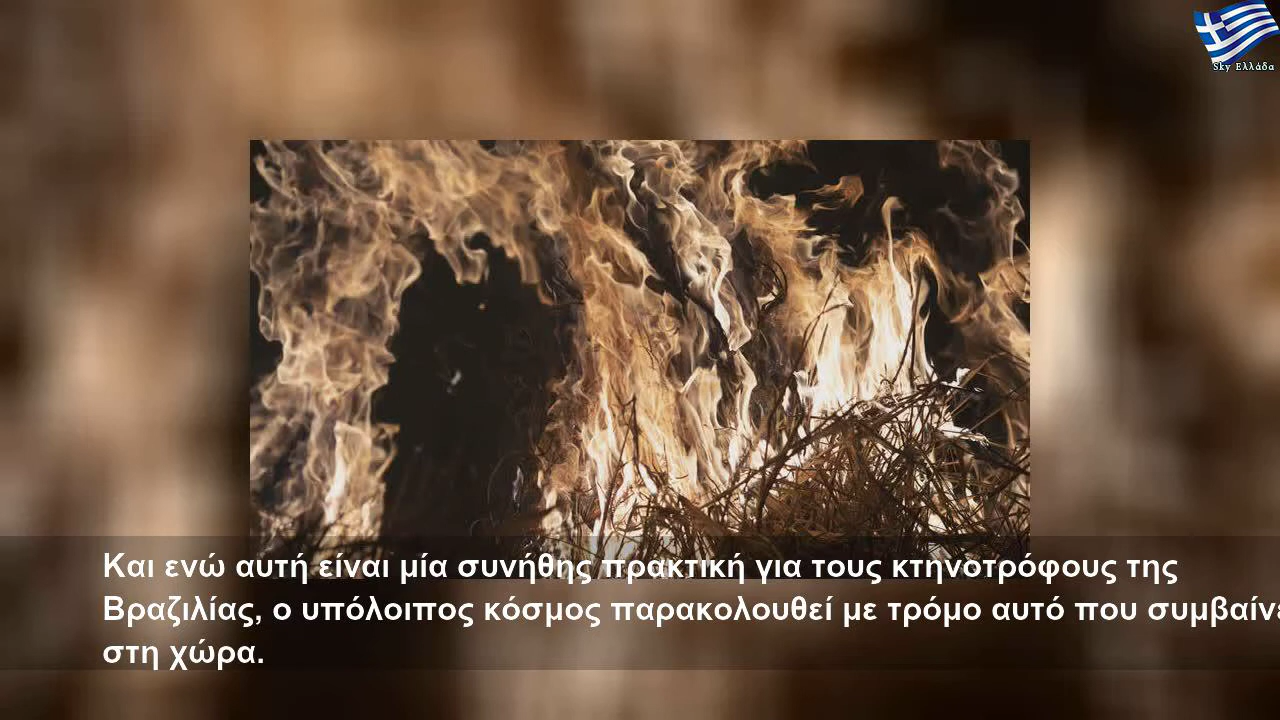 Sky Ελλάδα
Και ενώ αυτή είναι μία συνήθης πρακτική για τους κτηνοτρόφους της
Βραζιλίας, ο υπόλοιπος κόσμος παρακολουθεί με τρόμο αυτό που συμβαίνε
στη χώρα.